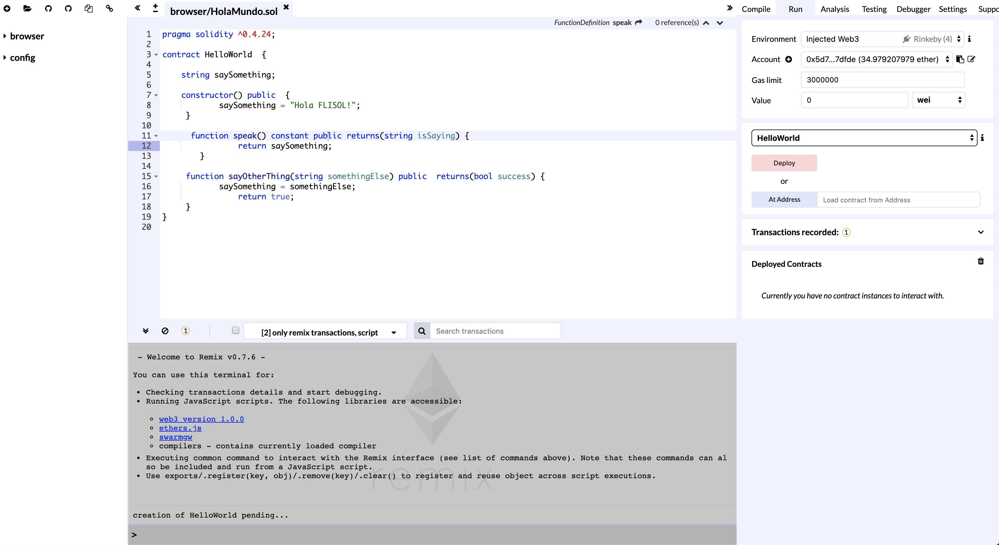 browser/HolaMundo.sol
Compile Run Analysis Testing Debugger Settings
browser
config
FunctionDefinition speak 0 reference(s)
1 pragma solidity ^0.4.24;
2
3 contract HelloWorld {
4
5 string saySomething;
6
7 constructor() public {
8 saySomething = "Hola FLISOL!";
9 }
10
11 function speak() constant public returns(string isSaying) {
12 return saySomething;
13 }
14
15 function sayOtherThing(string somethingElse) public returns(bool success) {
16 saySomething = somethingElse;
17 return true;
18 }
19 }
20
Environment Injected Web3 Rinkeby (4)
Account 0x5d7...7dfde (34.979207979 ether)
Gas limit 3000000
Value 0 wei
HelloWorld
Deploy
or
At Address Load contract from Address
Transactions recorded: 1
Deployed Contracts
Currently you have no contract instances to interact with.
1 [2] only remix transactions, script Search transactions
- Welcome to Remix v0.7.6 -
You can use this terminal for:
• Checking transactions details and start debugging.
• Running JavaScript scripts. The following libraries are accessible:
web3 version 1.0.0
ethers.js
swarmgw
compilers - contains currently loaded compiler
• Executing common command to interact with the Remix interface (see list of commands above). Note that these commands can al
so be included and run from a JavaScript script.
• Use exports/.register(key, obj)/.remove(key)/.clear() to register and reuse object across script executions.
remix
creation of HelloWorld pending...
>